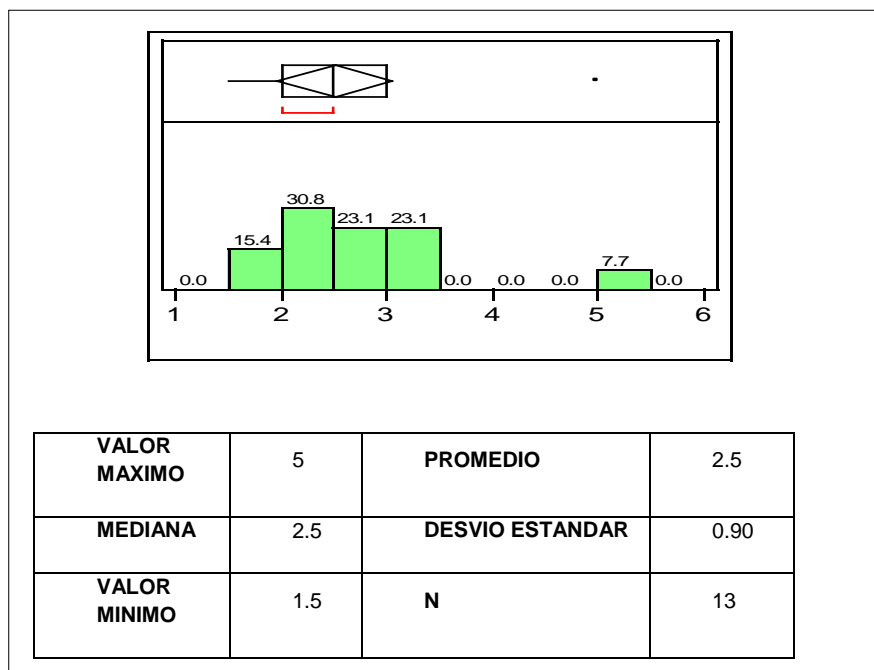 30.8
23.1 23.1
15.4
7.7
0.0 0.0 0.0 0.0 0.0
1 2 3 4 5 6
VALOR
MAXIMO
5
PROMEDIO
2.5
MEDIANA
2.5
DESVIO ESTANDAR
0.90
VALOR
MINIMO
1.5
N
13